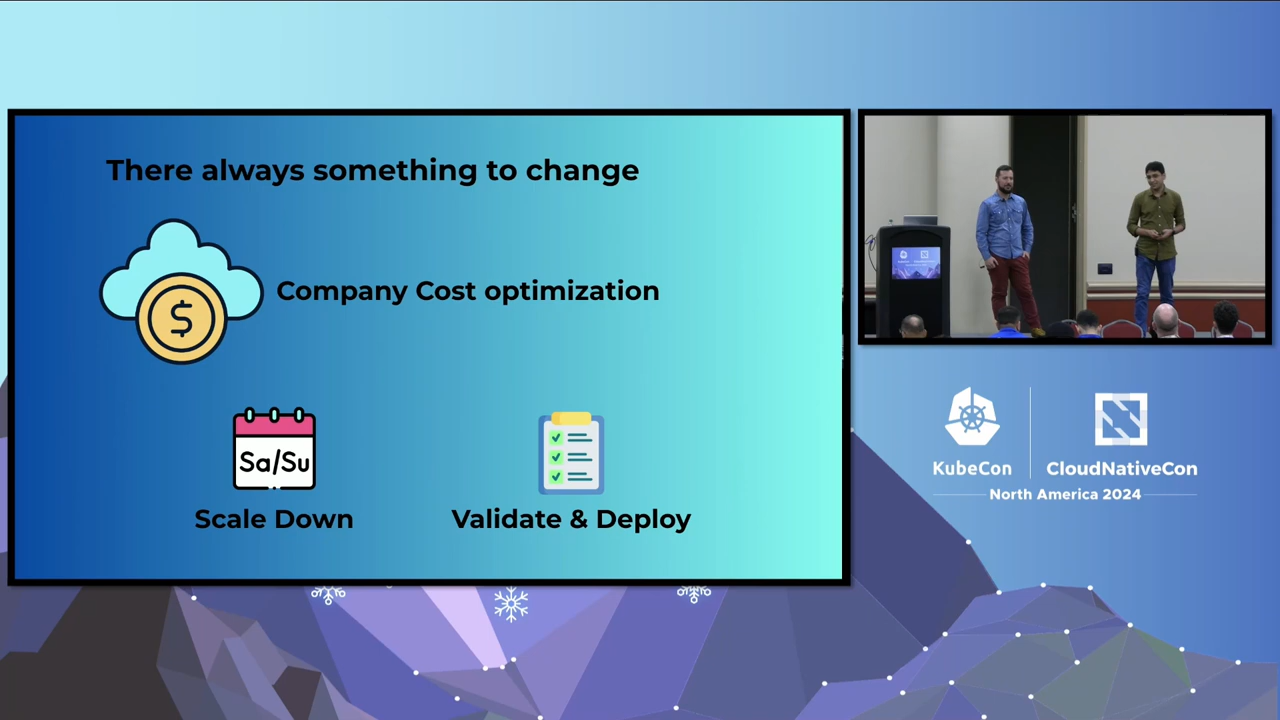 There always something to change
Company Cost optimization
$
Sa/Su
Scale Down
Validate & Deploy
KubeCon
CloudNativeCon
North America 2024